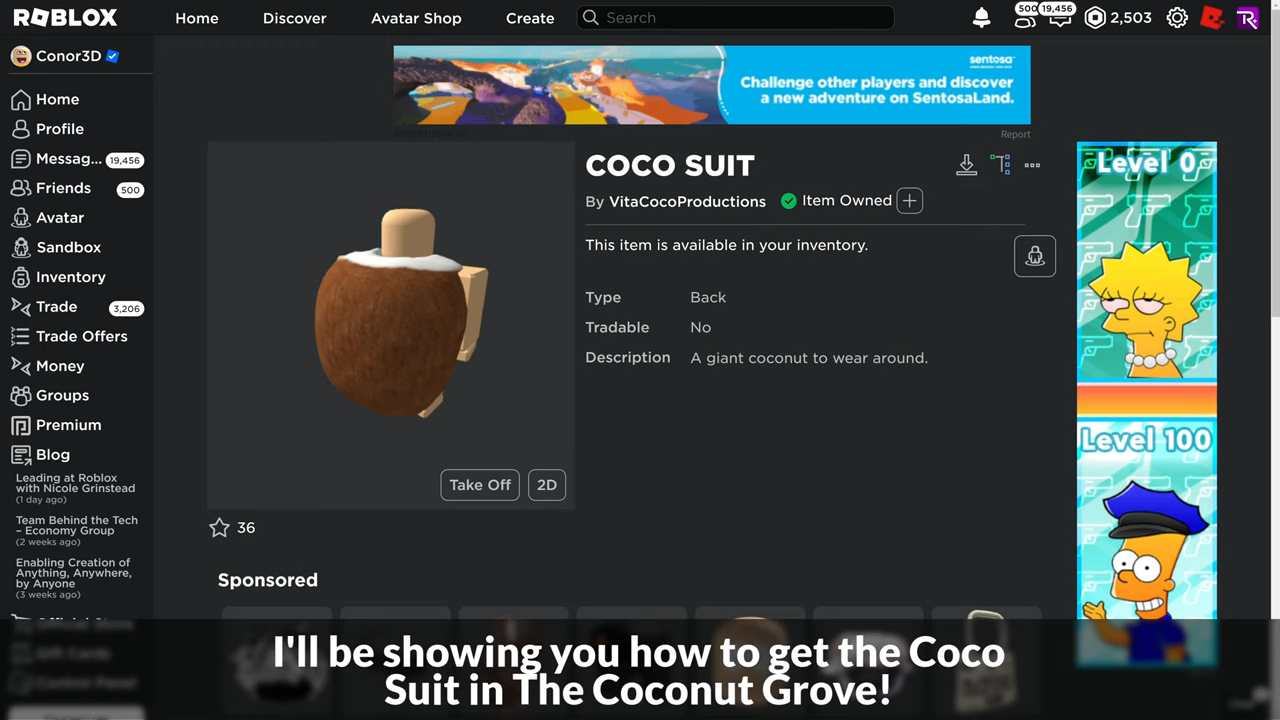 ROBLOX
Home
Discover
Avatar Shop
Create
Search
500
19,456
2,503
Conor3D
Home
Profile
Messag... 19,456
Friends 500
Avatar
Sandbox
Inventory
Trade 3,206
Trade Offers
Money
Groups
Premium
Blog
Leading at Roblox
with Nicole Grinstead
(1 day ago)
Team Behind the Tech
– Economy Group
(2 weeks ago)
Enabling Creation of
Anything, Anywhere,
by Anyone
(3 weeks ago)
sentosa
Challenge other players and discover
a new adventure on SentosaLand.
ADVERTISEMENT
Report
COCO SUIT
By VitaCocoProductions
Item Owned
This item is available in your inventory.
Type Back
Tradable No
Description A giant coconut to wear around.
Take Off
2D
36
Sponsored
Level 0
Level 100
I'll be showing you how to get the Coco
Suit in The Coconut Grove!